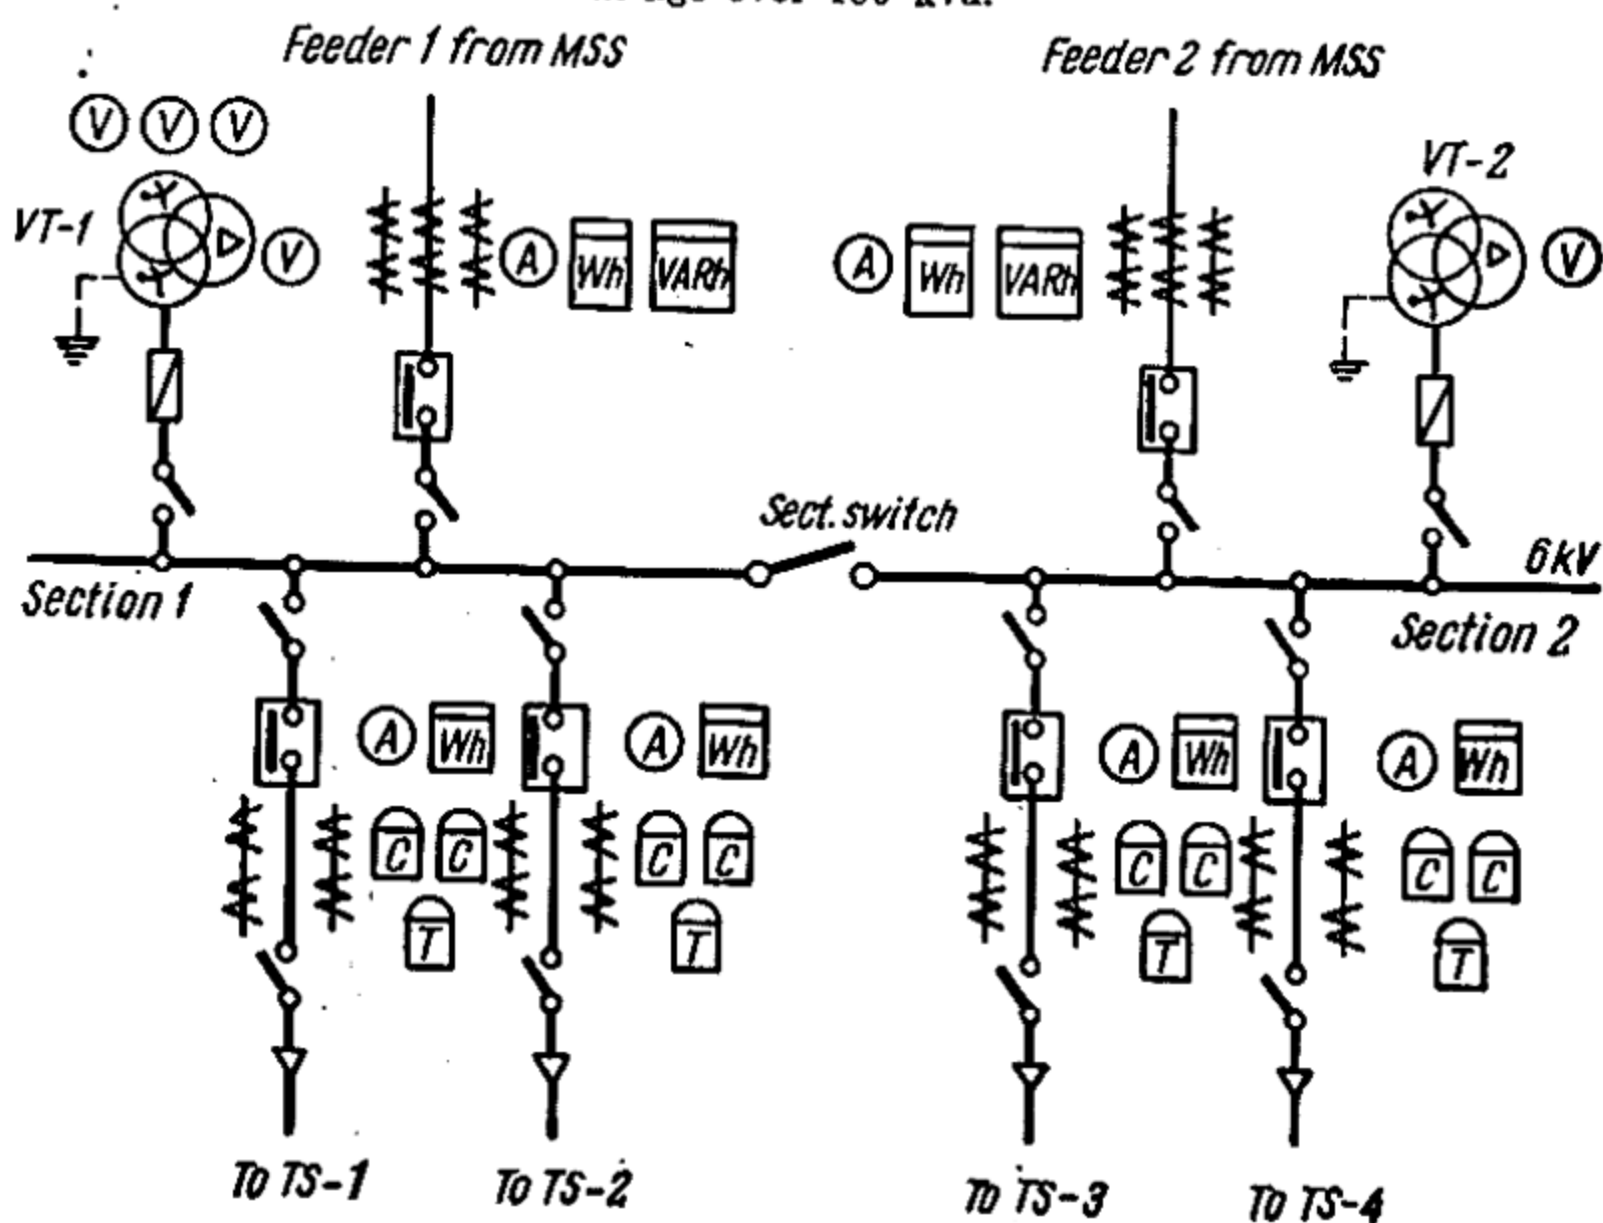 Feeder 1 from MSS
Feeder 2 from MSS
V V V
VT-1
V
A Wh VARh
A Wh VARh
VT-2
V
Sect. switch
6kV
Section 1
Section 2
A Wh
A Wh
A Wh
A Wh
C C
C C
C C
C C
T
T
T
T
To TS-1
To TS-2
To TS-3
To TS-4